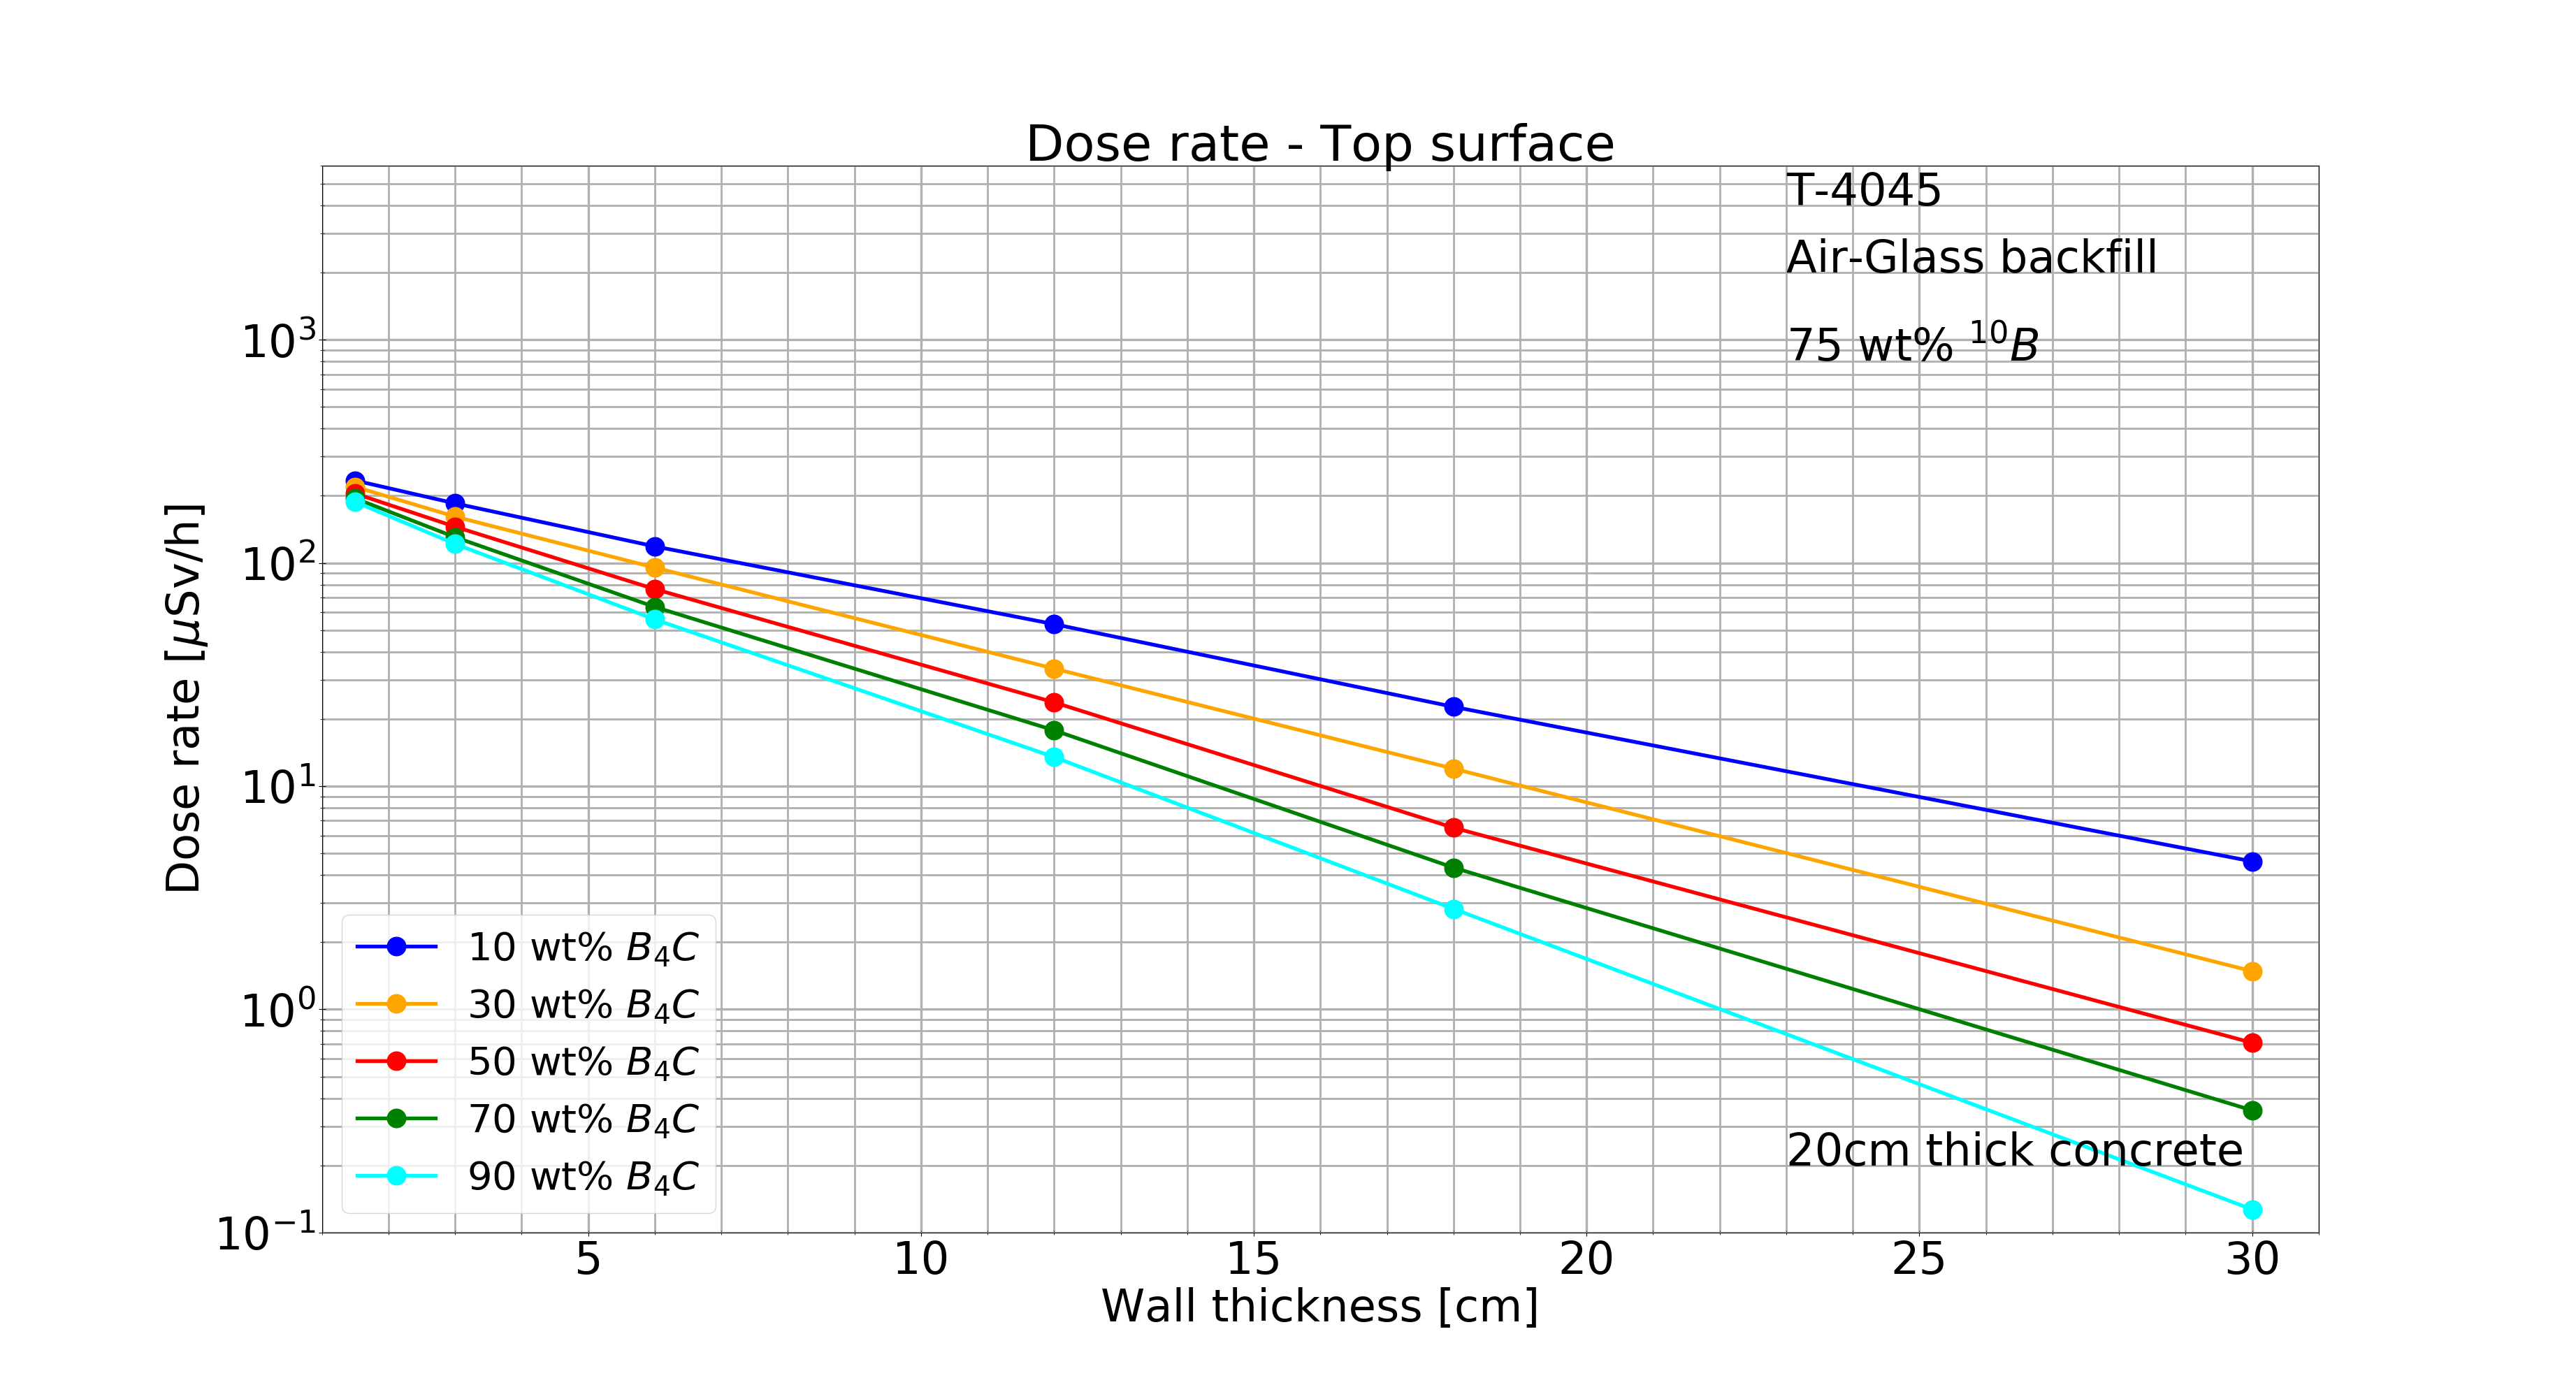 Dose rate - Top surface
T-4045
Air-Glass backfill
75 wt% ¹⁰B
10³
10²
10¹
10⁰
10⁻¹
Dose rate [μSv/h]
10 wt% B₄C
30 wt% B₄C
50 wt% B₄C
70 wt% B₄C
90 wt% B₄C
20cm thick concrete
5 10 15 20 25 30
Wall thickness [cm]